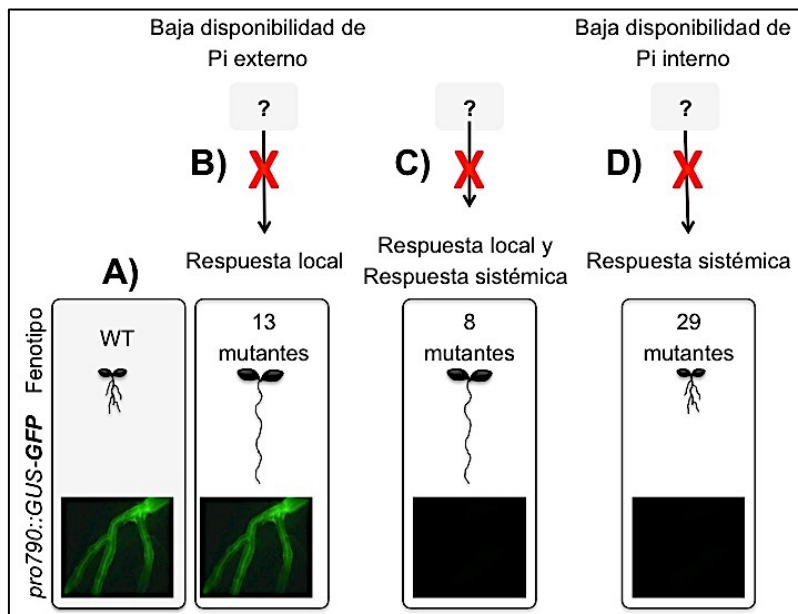 Baja disponibilidad de
Pi externo
Baja disponibilidad de
Pi interno
?
?
?
B)
X
C)
X
D)
X
A)
Respuesta local
Respuesta local y
Respuesta sistémica
Respuesta sistémica
Fenotipo
WT
13
mutantes
8
mutantes
29
mutantes
pro790::GUS-GFP